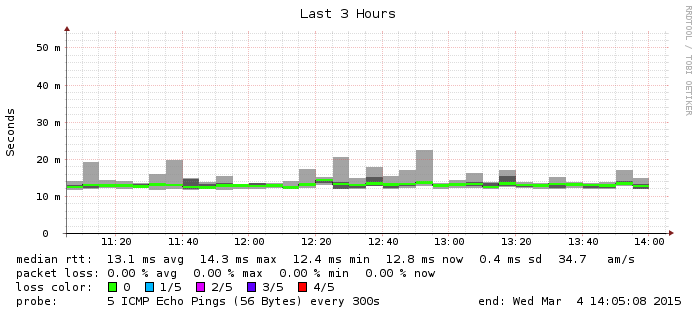 Last 3 Hours
RRDTOOL / TOBI OETIKER
Seconds
50 m
40 m
30 m
20 m
10 m
0
11:20 11:40 12:00 12:20 12:40 13:00 13:20 13:40 14:00
median rtt: 13.1 ms avg 14.3 ms max 12.4 ms min 12.8 ms now 0.4 ms sd 34.7 am/s
packet loss: 0.00 % avg 0.00 % max 0.00 % min 0.00 % now
loss color: 0 1/5 2/5 3/5 4/5
probe: 5 ICMP Echo Pings (56 Bytes) every 300s end: Wed Mar 4 14:05:08 2015